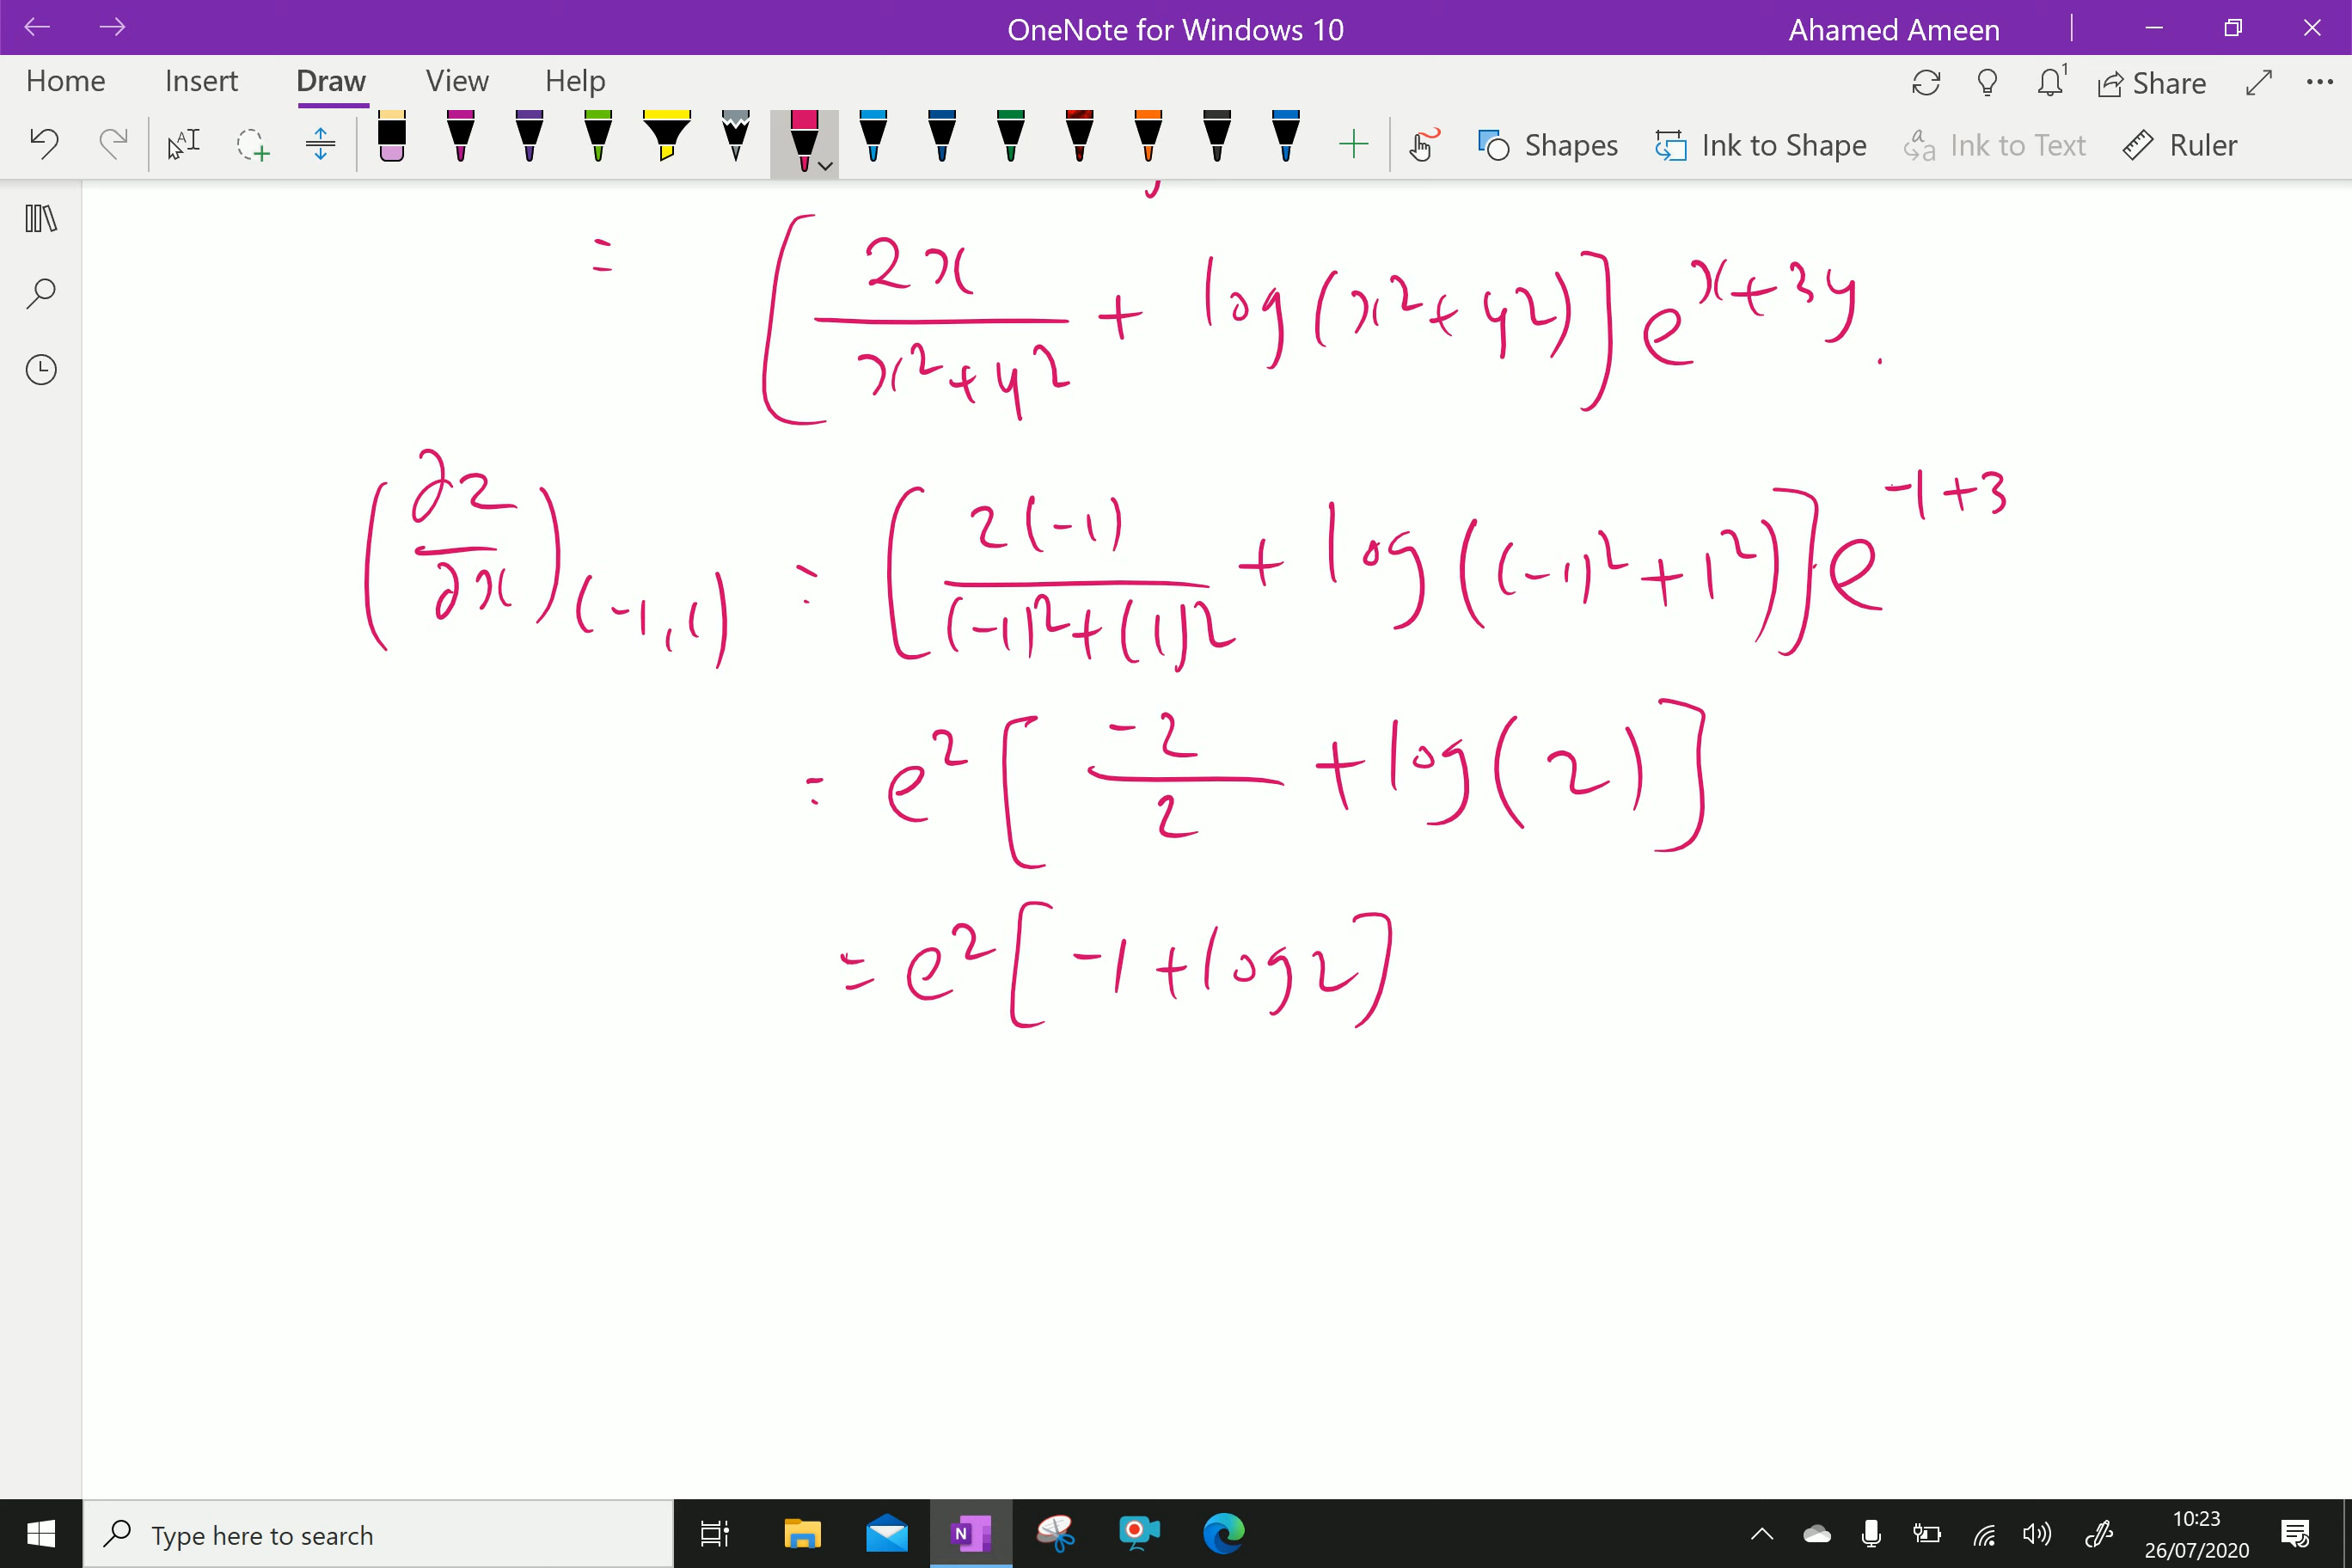 OneNote for Windows 10 Ahamed Ameen
Home Insert Draw View Help 1 Share
Shapes Ink to Shape Ink to Text Ruler
= [2x/(x²+y²) + log(x²+y²)] e^(x+3y).
(∂z/∂x)(-1,1) = [2(-1)/((-1)²+(1)²) + log((-1)²+1²)] e^(-1+3)
= e² [-2/2 + log(2)]
= e² [-1+log2]
Type here to search
10:23
26/07/2020